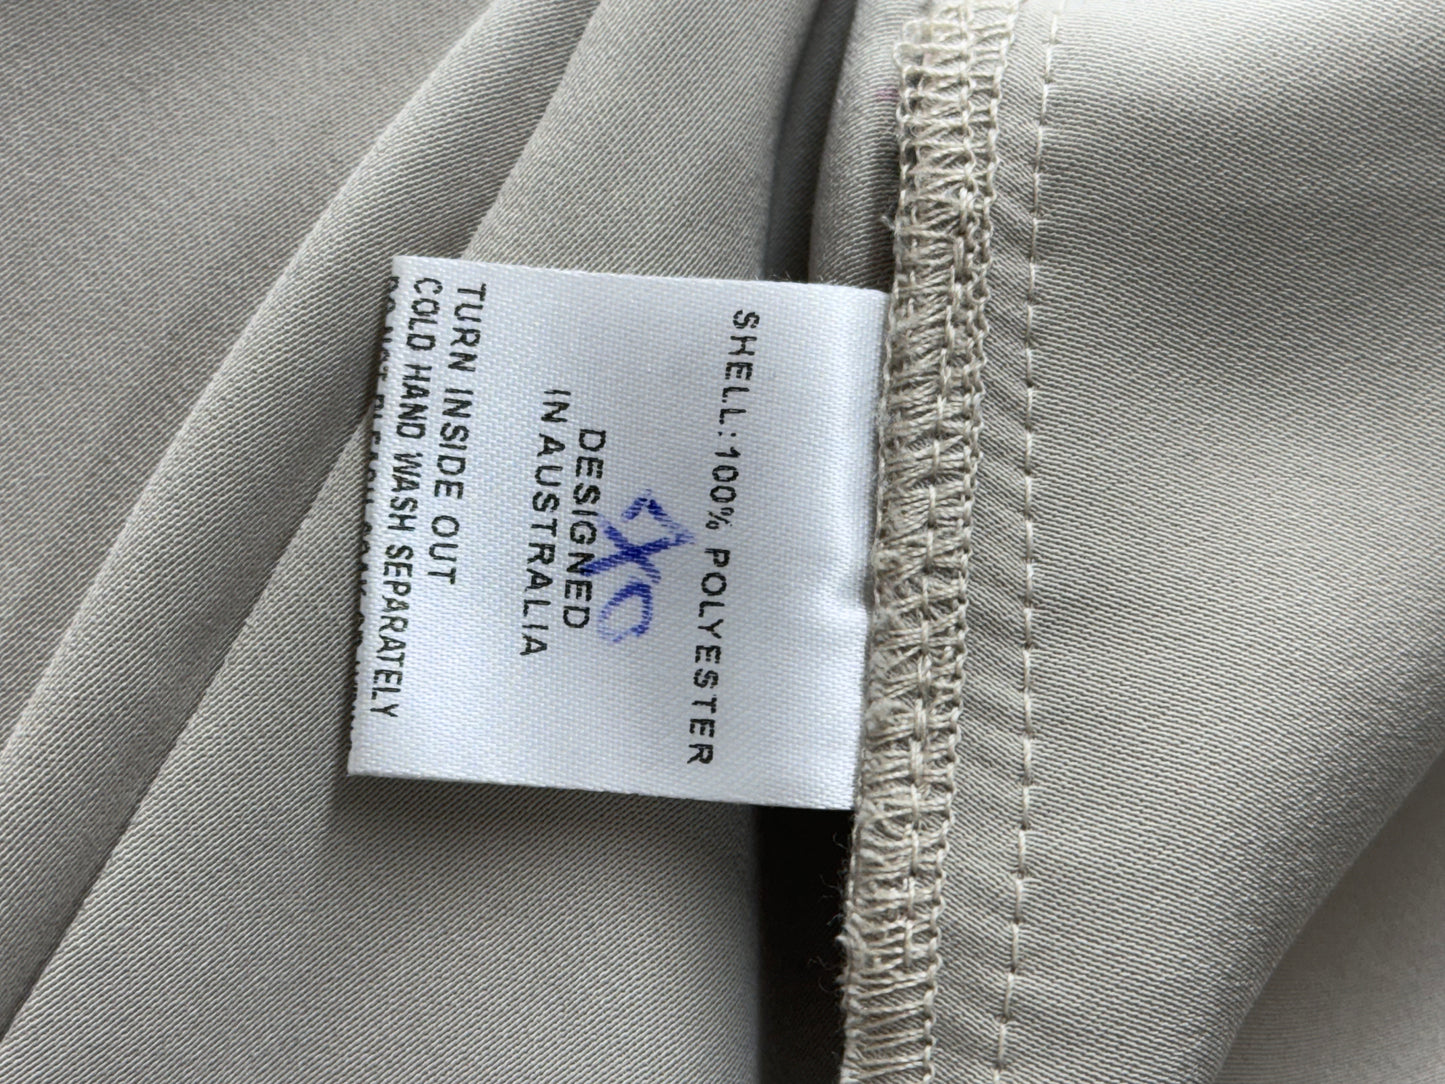 SHELL:100% POLYESTER
DESIGNED
IN AUSTRALIA
TURN INSIDE OUT
COLD HAND WASH SEPARATELY